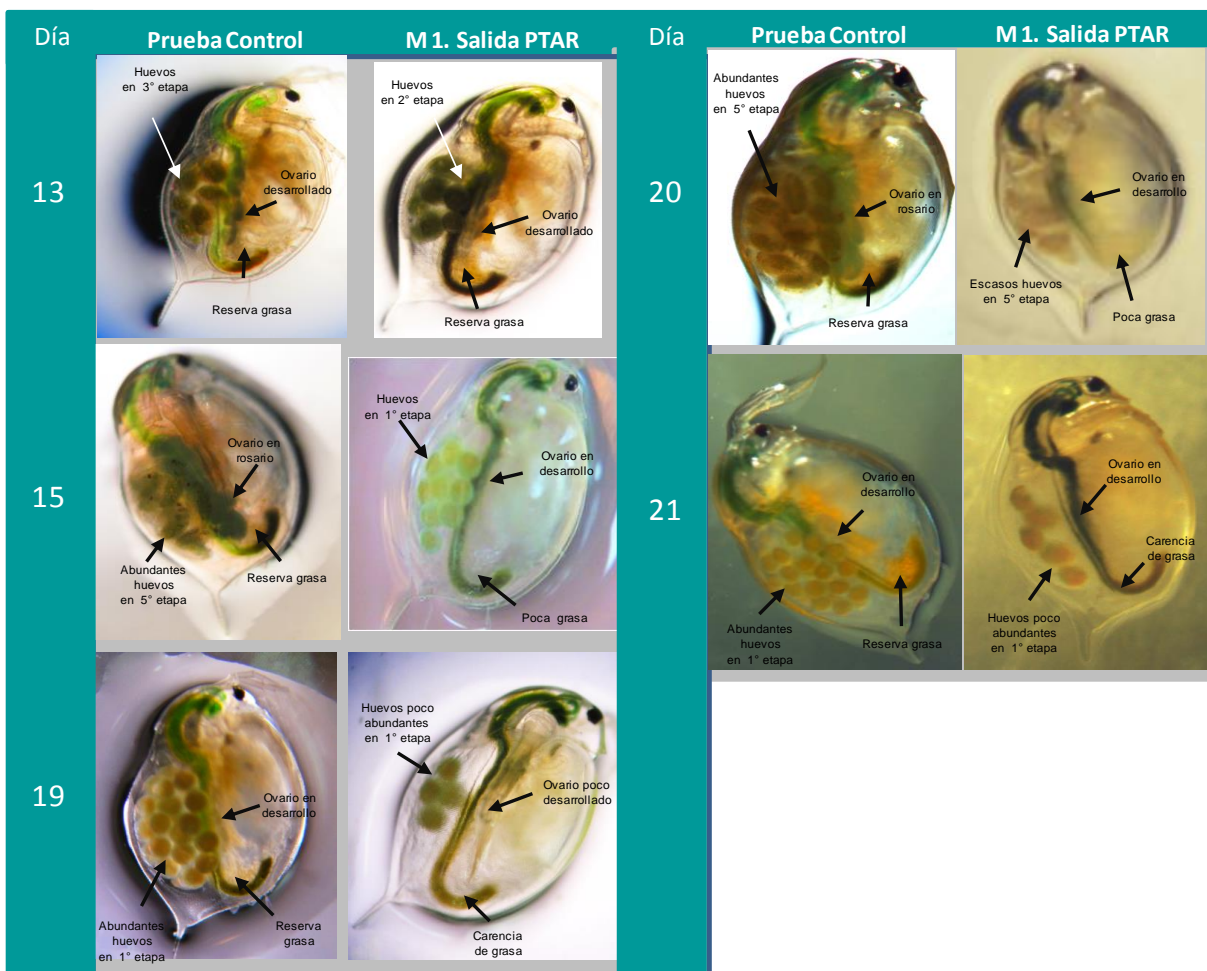 Día
Prueba Control
M 1. Salida PTAR
13
Huevos
en 3° etapa
Ovario
desarrollado
Reserva grasa
Huevos
en 2° etapa
Ovario
desarrollado
Reserva grasa
15
Ovario en
rosario
Abundantes
huevos
en 5° etapa
Reserva grasa
Huevos
en 1° etapa
Ovario en
desarrollo
Poca grasa
19
Ovario en
desarrollo
Abundantes
huevos
en 1° etapa
Reserva
grasa
Huevos poco
abundantes
en 1° etapa
Ovario poco
desarrollado
Carencia
de grasa
Día
Prueba Control
M 1. Salida PTAR
20
Abundantes
huevos
en 5° etapa
Ovario en
rosario
Reserva grasa
Ovario en
desarrollo
Escasos huevos
en 5° etapa
Poca grasa
21
Ovario en
desarrollo
Abundantes
huevos
en 1° etapa
Reserva grasa
Ovario en
desarrollo
Carencia
de grasa
Huevos poco
abundantes
en 1° etapa